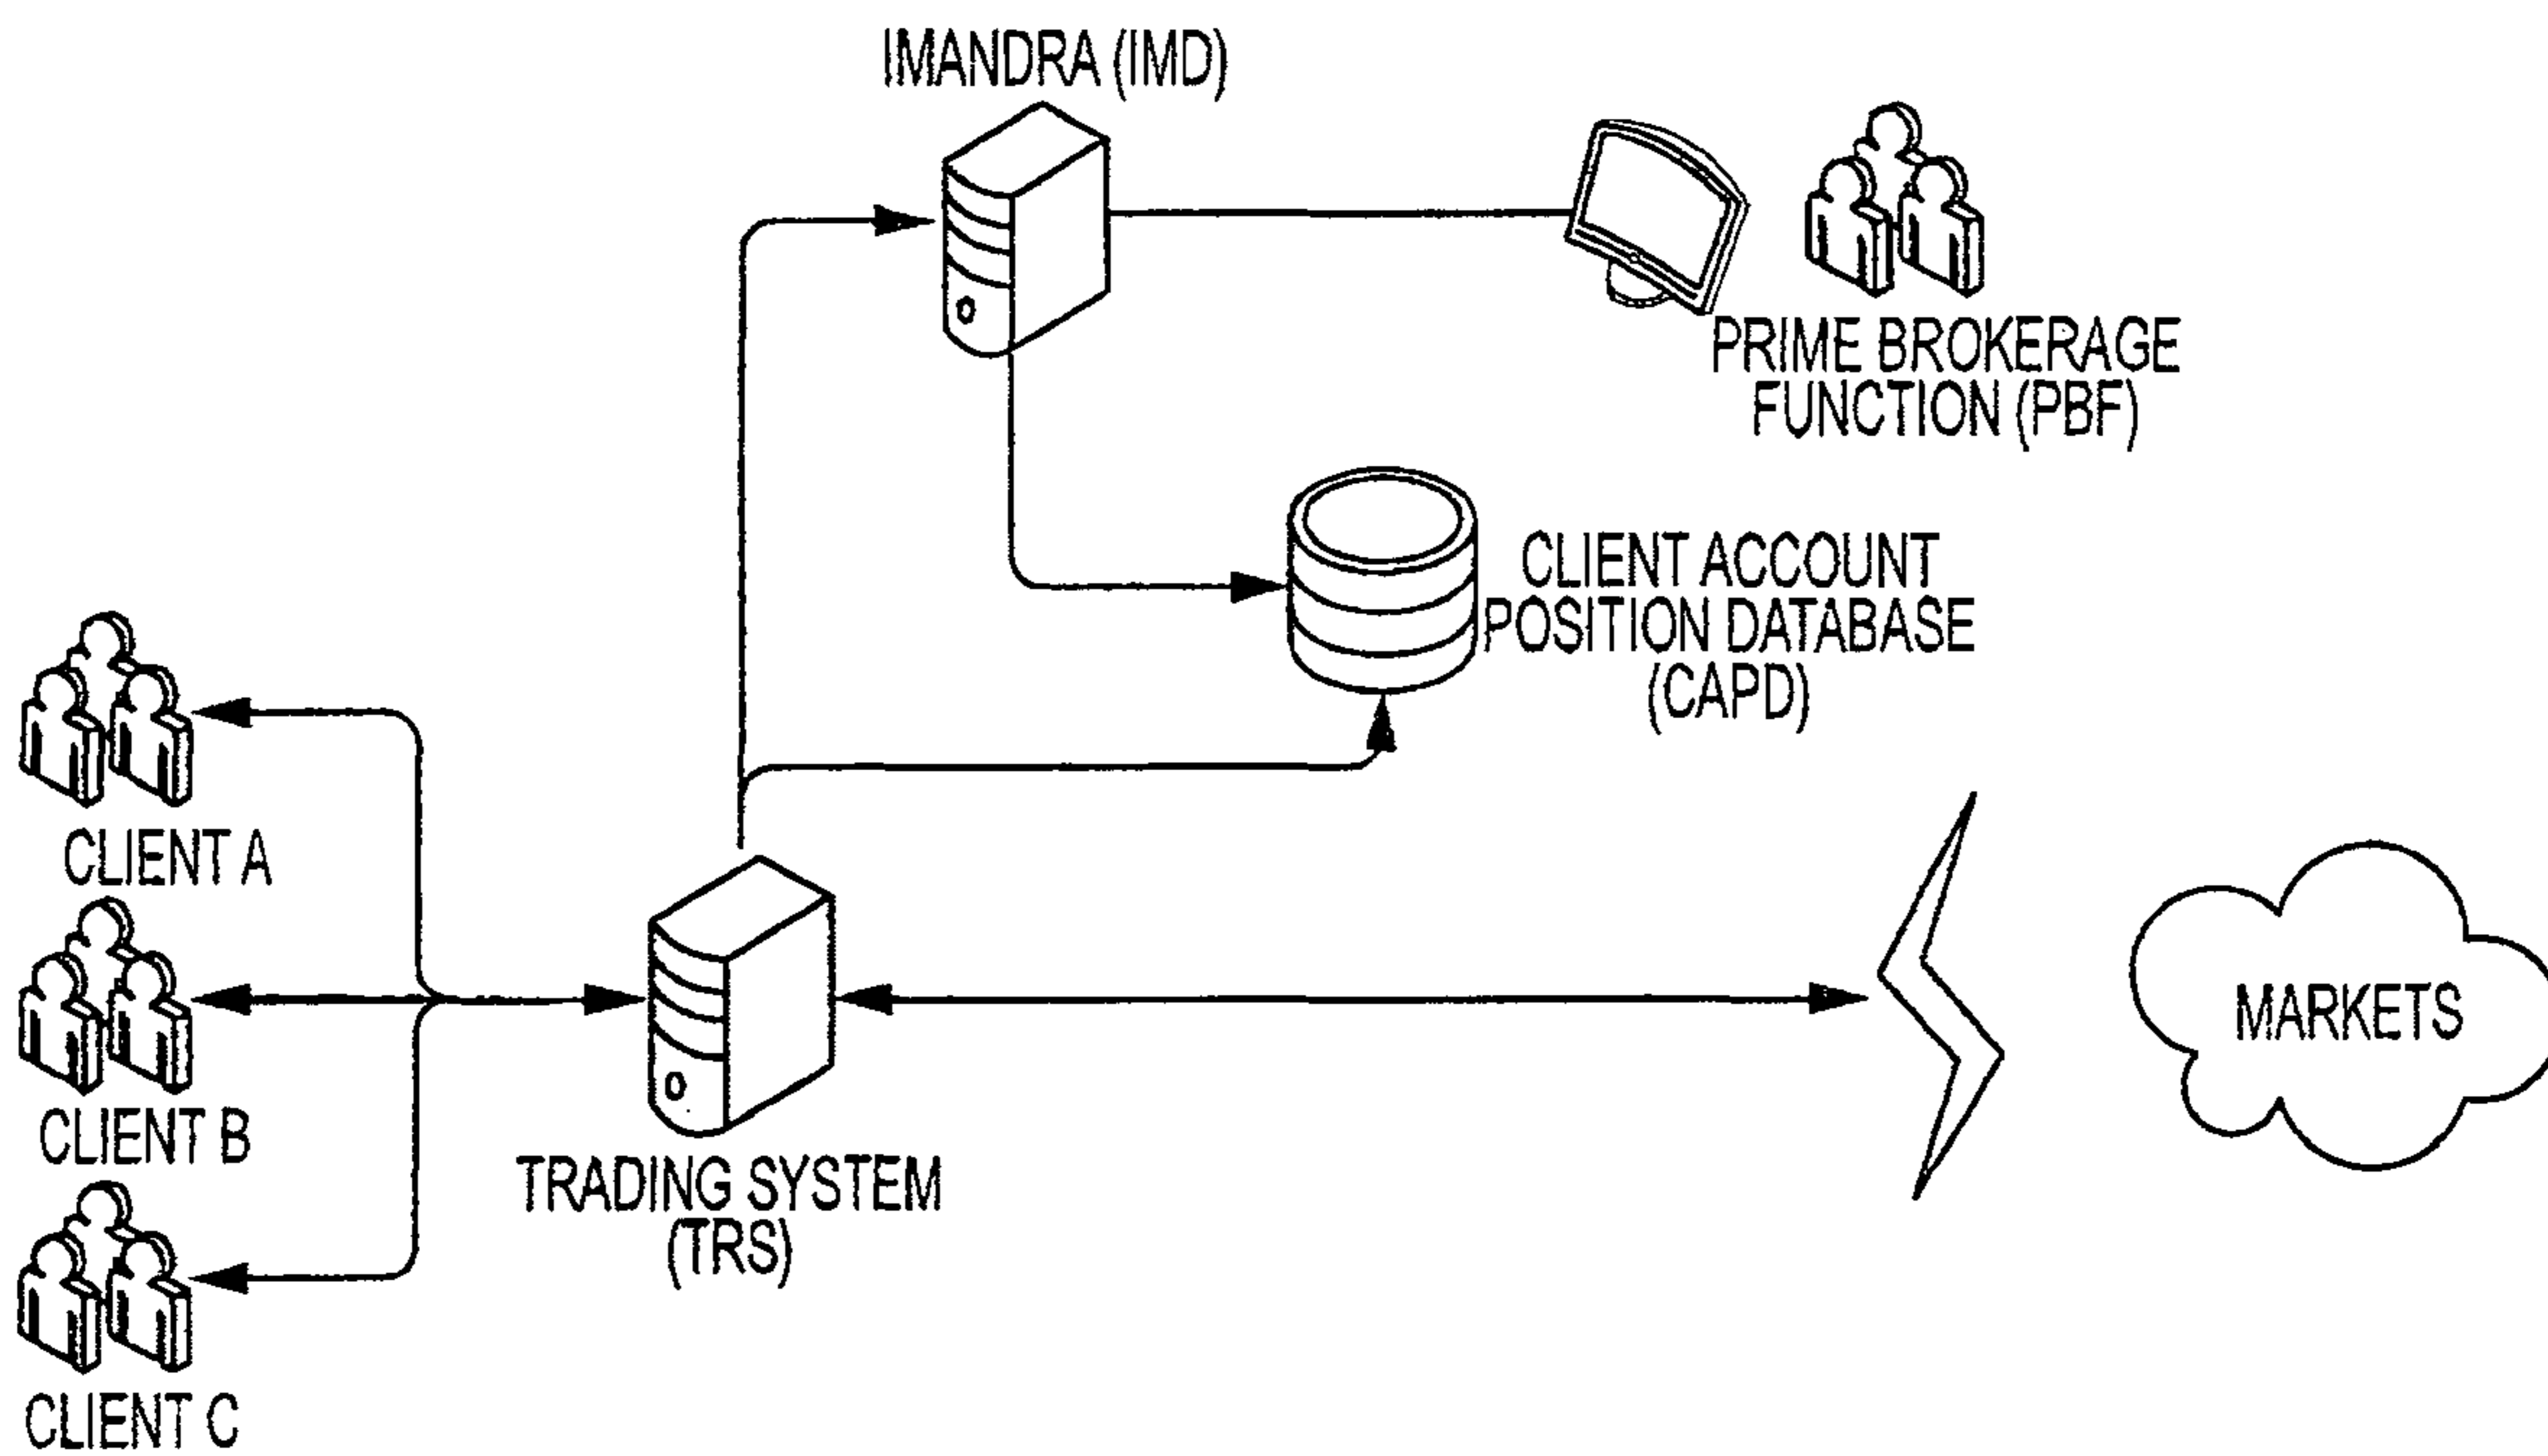 IMANDRA (IMD)
PRIME BROKERAGE
FUNCTION (PBF)
CLIENT ACCOUNT
POSITION DATABASE
(CAPD)
CLIENT A
CLIENT B
CLIENT C
TRADING SYSTEM
(TRS)
MARKETS